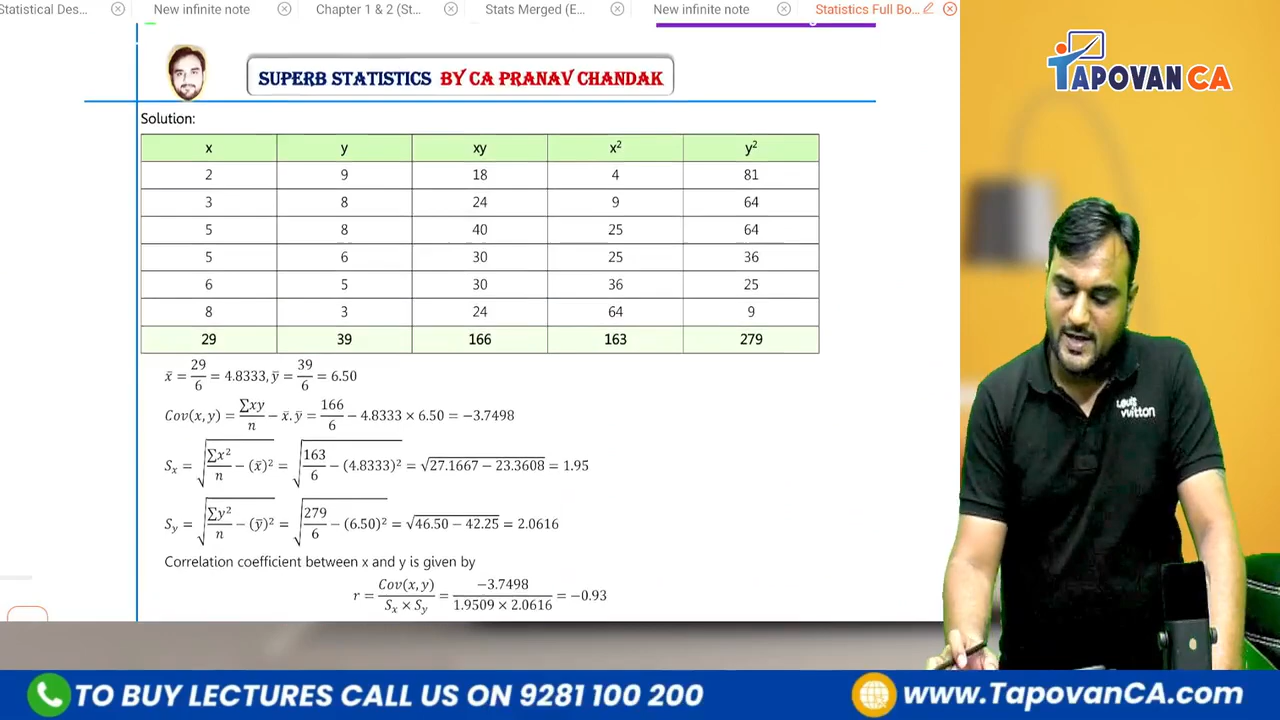 Statistical Des...
New infinite note
Chapter 1 & 2 (St...
Stats Merged (E...
New infinite note
Statistics Full Bo...
SUPERB STATISTICS BY CA PRANAV CHANDAK
TAPOVAN CA
Solution:
x y xy x² y²
2 9 18 4 81
3 8 24 9 64
5 8 40 25 64
5 6 30 25 36
6 5 30 36 25
8 3 24 64 9
29 39 166 163 279
x̄ = 29/6 = 4.8333, ȳ = 39/6 = 6.50
Cov(x, y) = ∑xy/n − x̄. ȳ = 166/6 − 4.8333 × 6.50 = −3.7498
Sₓ = √(∑x²/n − (x̄)²) = √(163/6 − (4.8333)²) = √(27.1667 − 23.3608) = 1.95
Sᵧ = √(∑y²/n − (ȳ)²) = √(279/6 − (6.50)²) = √(46.50 − 42.25) = 2.0616
Correlation coefficient between x and y is given by
r = Cov(x, y)/(Sₓ × Sᵧ) = −3.7498/(1.9509 × 2.0616) = −0.93
Louis
Vuitton
TO BUY LECTURES CALL US ON 9281 100 200
www.TapovanCA.com